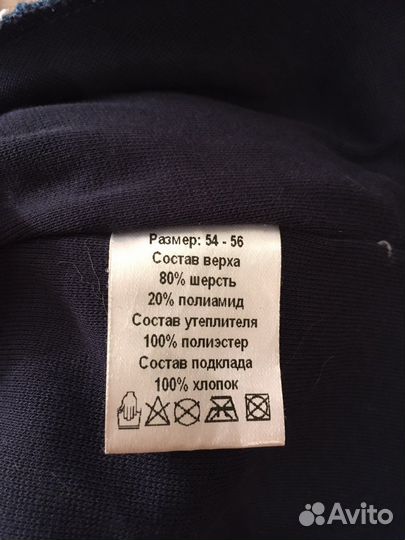 Размер: 54 - 56
Состав верха
80% шерсть
20% полиамид
Состав утеплителя
100% полиэстер
Состав подклада
100% хлопок
Avito